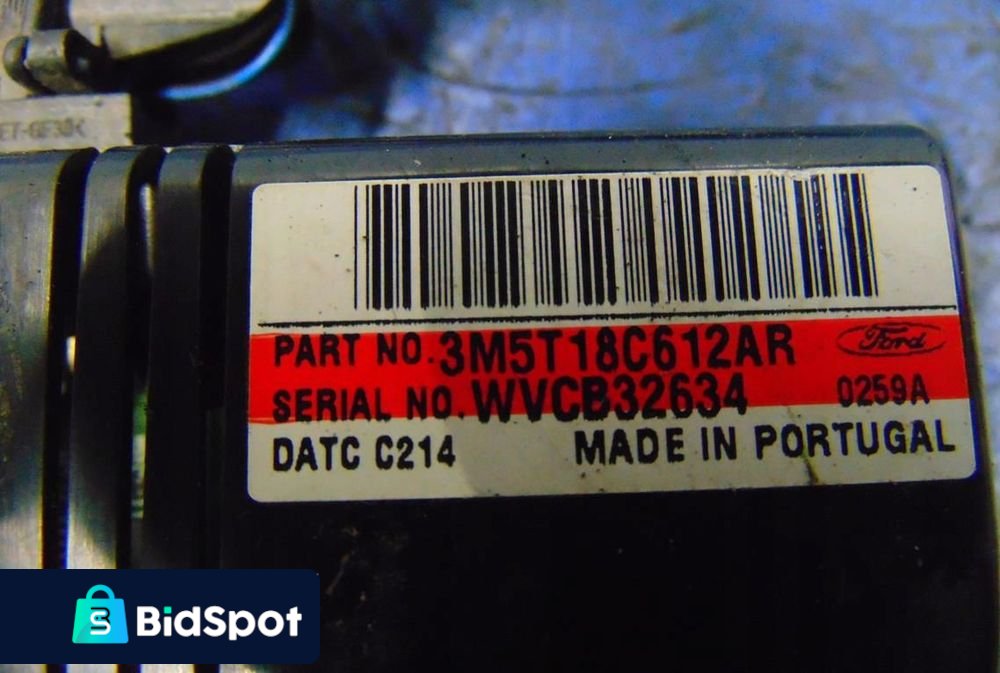 PART NO. 3M5T18C612AR
Ford
SERIAL NO. WVCB32634
0259A
DATC C214
MADE IN PORTUGAL
BidSpot